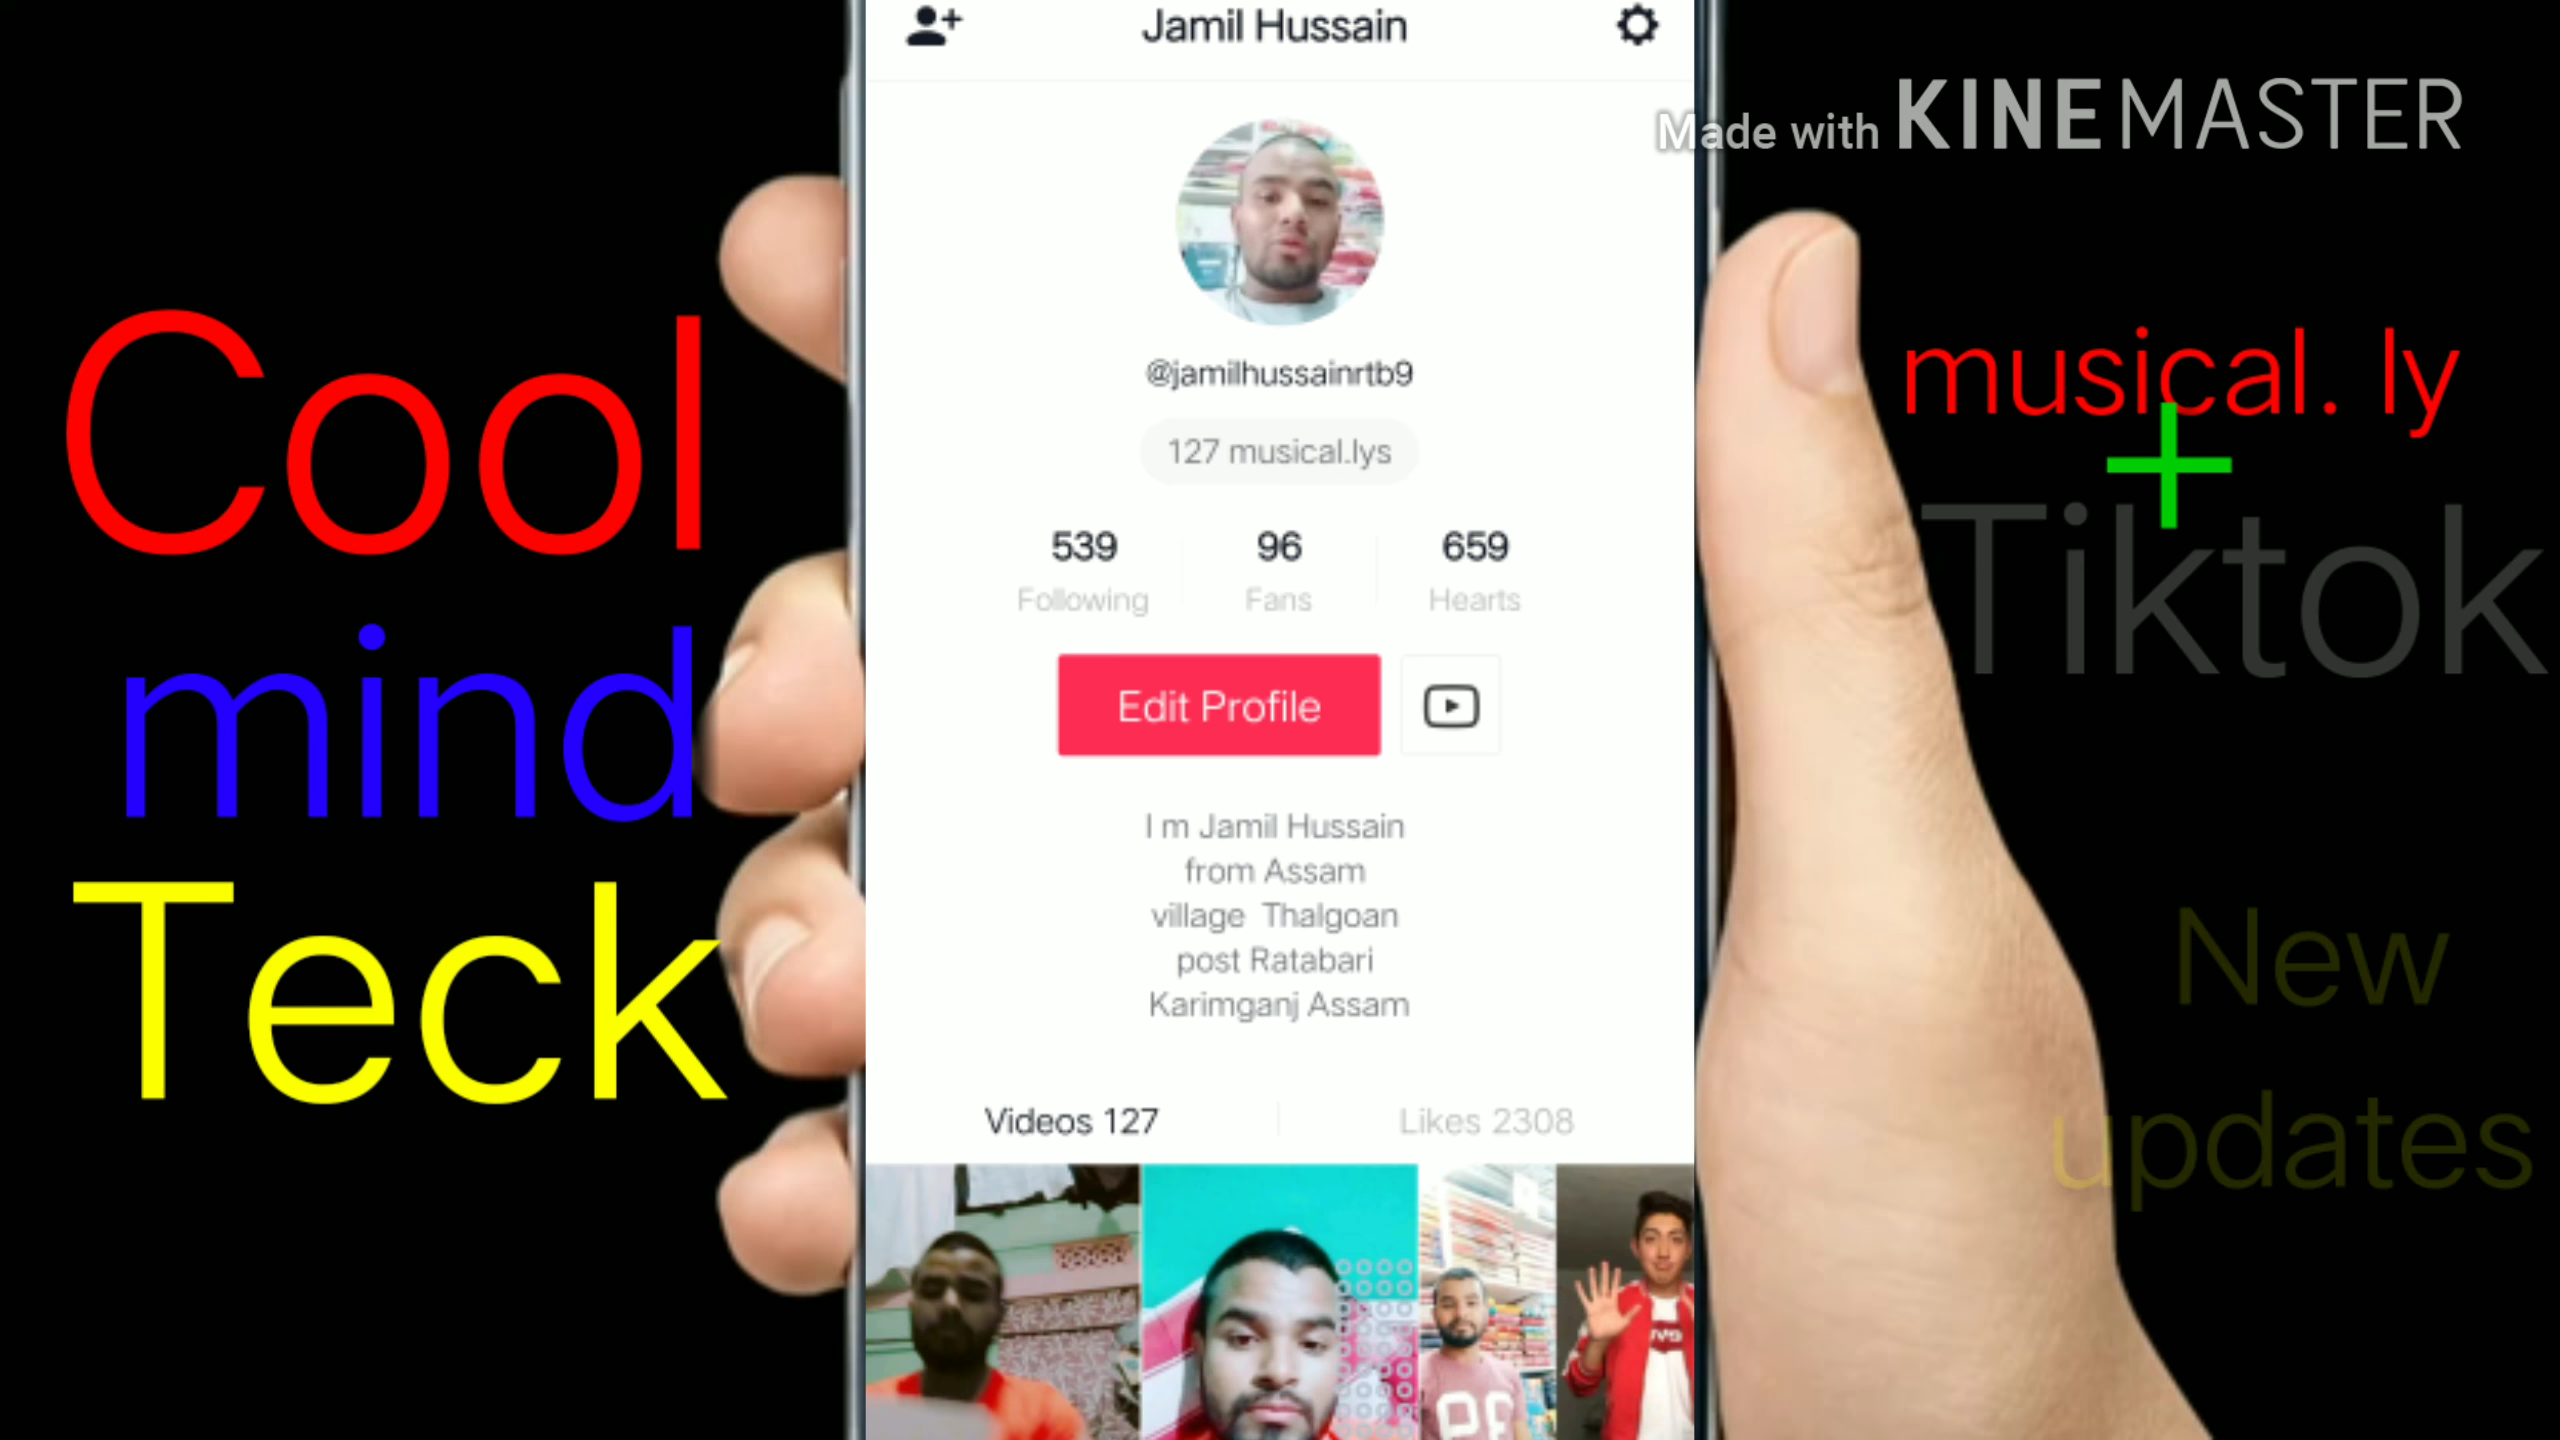 Jamil Hussain
Made with KINEMASTER
@jamilhussainrtb9
127 musical.lys
539
Following
96
Fans
659
Hearts
Edit Profile
I m Jamil Hussain
from Assam
village Thalgoan
post Ratabari
Karimganj Assam
Videos 127
Likes 2308
Cool
mind
Teck
musical. ly
+
Tiktok
New
updates